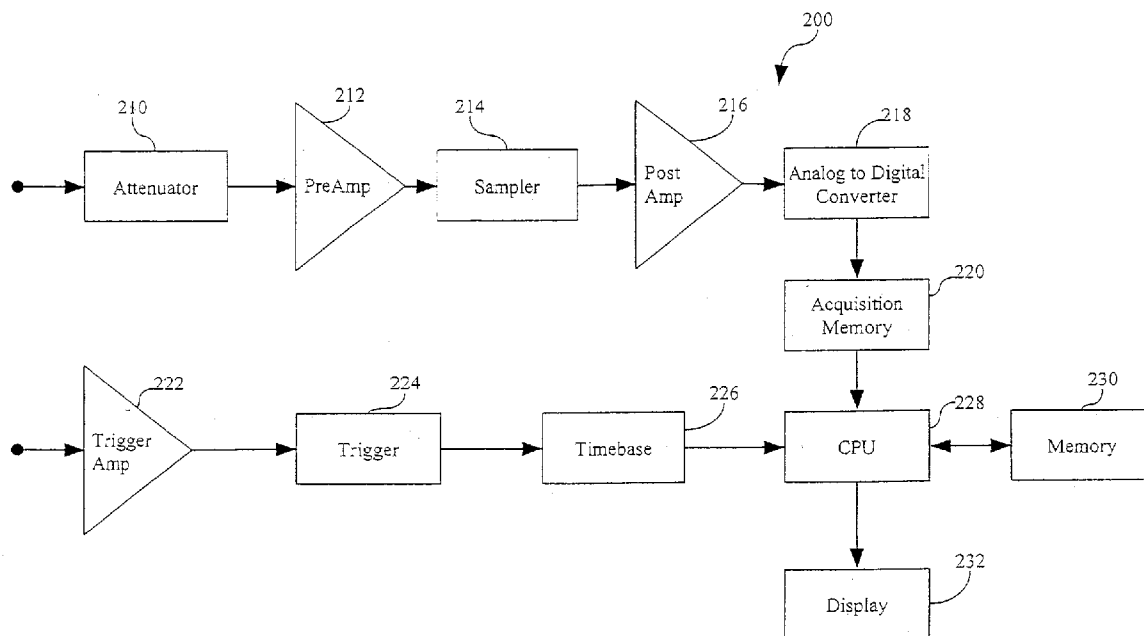 200
210
212
214
216
218
Attenuator
PreAmp
Sampler
Post
Amp
Analog to Digital
Converter
220
Acquisition
Memory
222
224
226
228
230
Trigger
Amp
Trigger
Timebase
CPU
Memory
232
Display